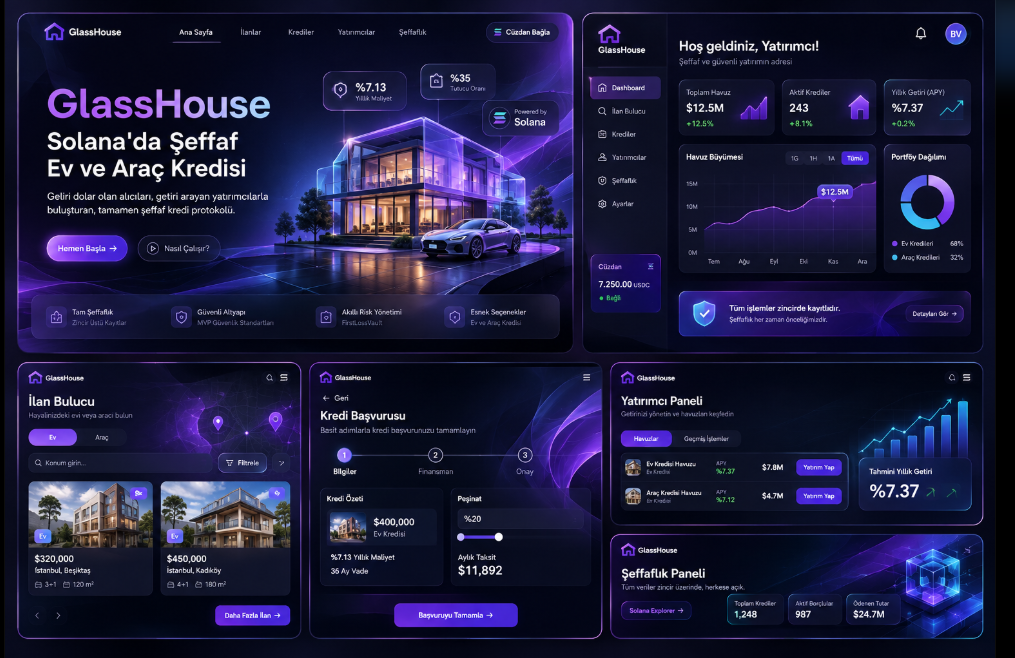 GlassHouse
Ana Sayfa
İlanlar
Krediler
Yatırımcılar
Şeffaflık
Cüzdan Bağla
GlassHouse
Solana'da Şeffaf
Ev ve Araç Kredisi
Geliri dolar olan alıcıları, getiri arayan yatırımcılarla
buluşturan, tamamen şeffaf kredi protokolü.
Hemen Başla →
Nasıl Çalışır?
%7.13
Yıllık Maliyet
%35
Tutucu Oranı
Powered by
Solana
Tam Şeffaflık
Zincir Üstü Kayıtlar
Güvenli Altyapı
MVP Güvenlik Standartları
Akıllı Risk Yönetimi
FirstLossVault
Esnek Seçenekler
Ev ve Araç Kredisi
GlassHouse
Dashboard
İlan Bulucu
Krediler
Yatırımcılar
Şeffaflık
Ayarlar
Cüzdan
7.250.00 USDC
Bağlı
Hoş geldiniz, Yatırımcı!
Şeffaf ve güvenli yatırımın adresi
BV
Toplam Havuz
$12.5M
+12.5%
Aktif Krediler
243
+8.1%
Yıllık Getiri (APY)
%7.37
+0.2%
Havuz Büyümesi
1G
1H
1A
Tümü
15M
10M
5M
0M
$12.5M
Tem
Ağu
Eyl
Eki
Kas
Ara
Portföy Dağılımı
Ev Kredileri 68%
Araç Kredileri 32%
Tüm işlemler zincirde kayıtlıdır.
Şeffaflık her zaman önceliğimizdir.
Detayları Gör →
GlassHouse
İlan Bulucu
Hayalinizdeki evi veya aracı bulun
Ev
Araç
Konum girin...
Filtrele
Ev
$320,000
İstanbul, Beşiktaş
3+1
120 m²
Ev
$450,000
İstanbul, Kadıköy
4+1
180 m²
Daha Fazla İlan →
GlassHouse
← Geri
Kredi Başvurusu
Basit adımlarla kredi başvurunuzu tamamlayın
1
2
3
Bilgiler
Finansman
Onay
Kredi Özeti
$400,000
Ev Kredisi
%7.13 Yıllık Maliyet
36 Ay Vade
Peşinat
%20
Aylık Taksit
$11,892
Başvuruyu Tamamla →
GlassHouse
Yatırımcı Paneli
Getirinizi yönetin ve havuzları keşfedin
Havuzlar
Geçmiş İşlemler
Ev Kredisi Havuzu
Ev Kredisi
APY
%7.37
$7.8M
Yatırım Yap
Araç Kredisi Havuzu
Araç Kredisi
APY
%7.12
$4.7M
Yatırım Yap
Tahmini Yıllık Getiri
%7.37
GlassHouse
Şeffaflık Paneli
Tüm veriler zincir üzerinde, herkese açık.
Solana Explorer →
Toplam Krediler
1,248
Aktif Borçlular
987
Ödenen Tutar
$24.7M